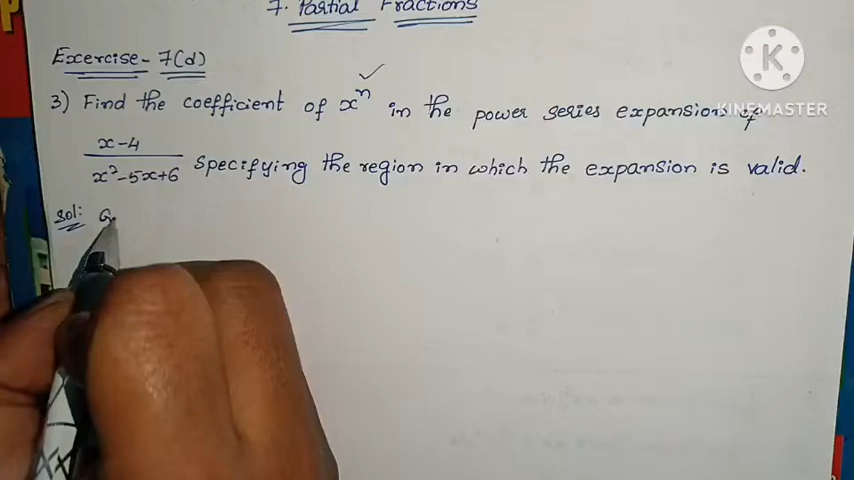 7. Partial Fractions
Exercise - 7(d)
3) Find the coefficient of xⁿ in the power series expansion of
x-4
x²-5x+6 Specifying the region in which the expansion is valid.
Sol: G
K
KINEMASTER